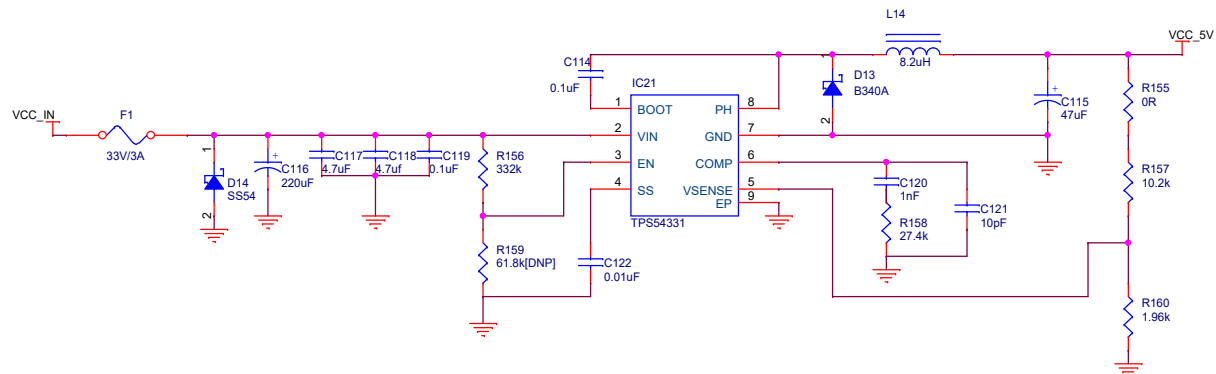 L14
8.2uH
VCC_5V
C114
0.1uF
D13
B340A
2
C115
47uF
+
R155
0R
IC21
1
BOOT
PH
8
VCC_IN
F1
33V/3A
2
VIN
GND
7
1
D14
SS54
2
+
C116
220uF
C117
4.7uF
C118
4.7uf
C119
0.1uF
R156
332k
3
EN
COMP
6
4
SS
VSENSE
5
EP
9
TPS54331
C120
1nF
R158
27.4k
C121
10pF
R157
10.2k
R159
61.8k[DNP]
C122
0.01uF
R160
1.96k